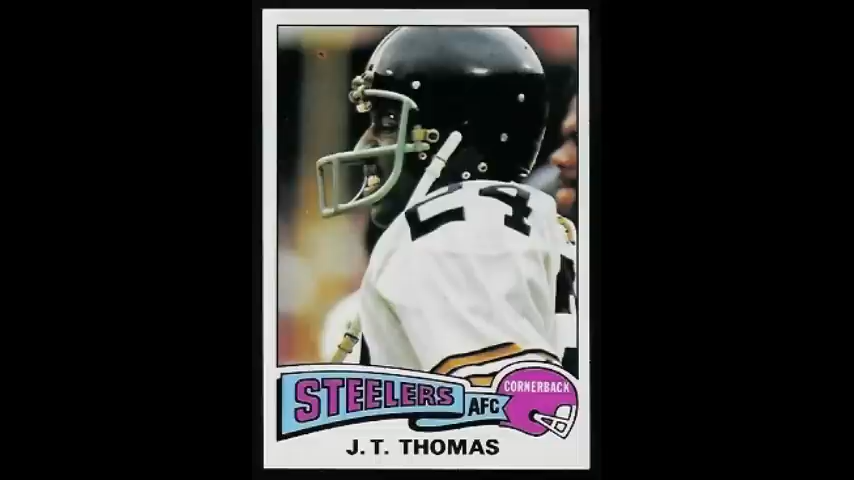 24
STEELERS
AFC
CORNERBACK
J.T. THOMAS